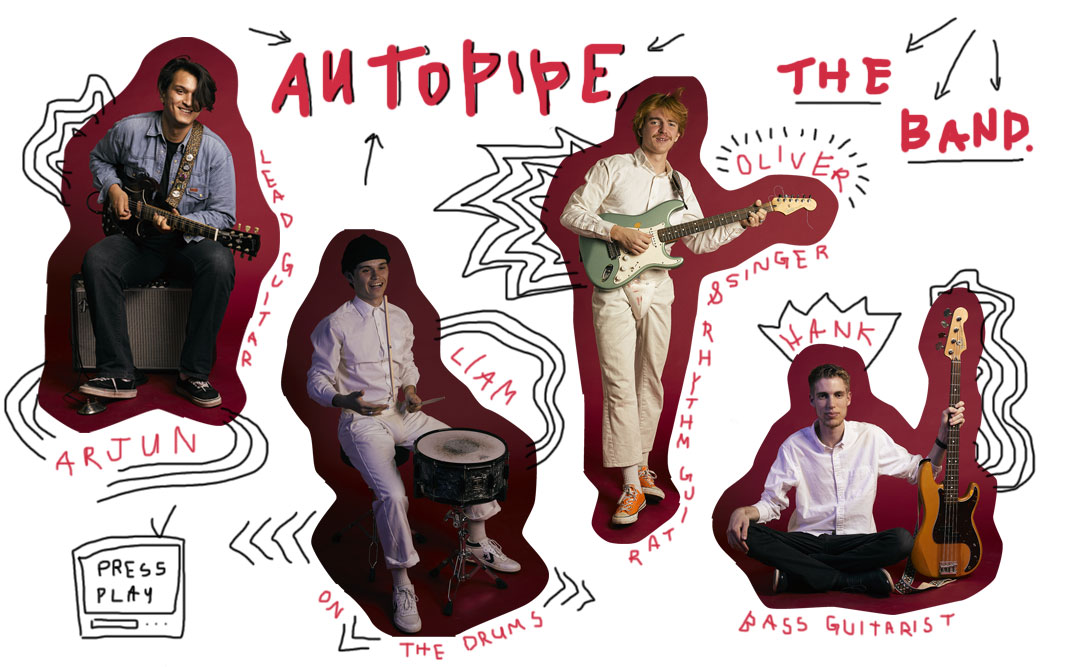 AUTOPIPE
THE
BAND.
ARJUN
LEAD GUITAR
LIAM
ON THE DRUMS
OLIVER
SINGER
& RHYTHM GUITAR
HANK
BASS GUITARIST
PRESS
PLAY